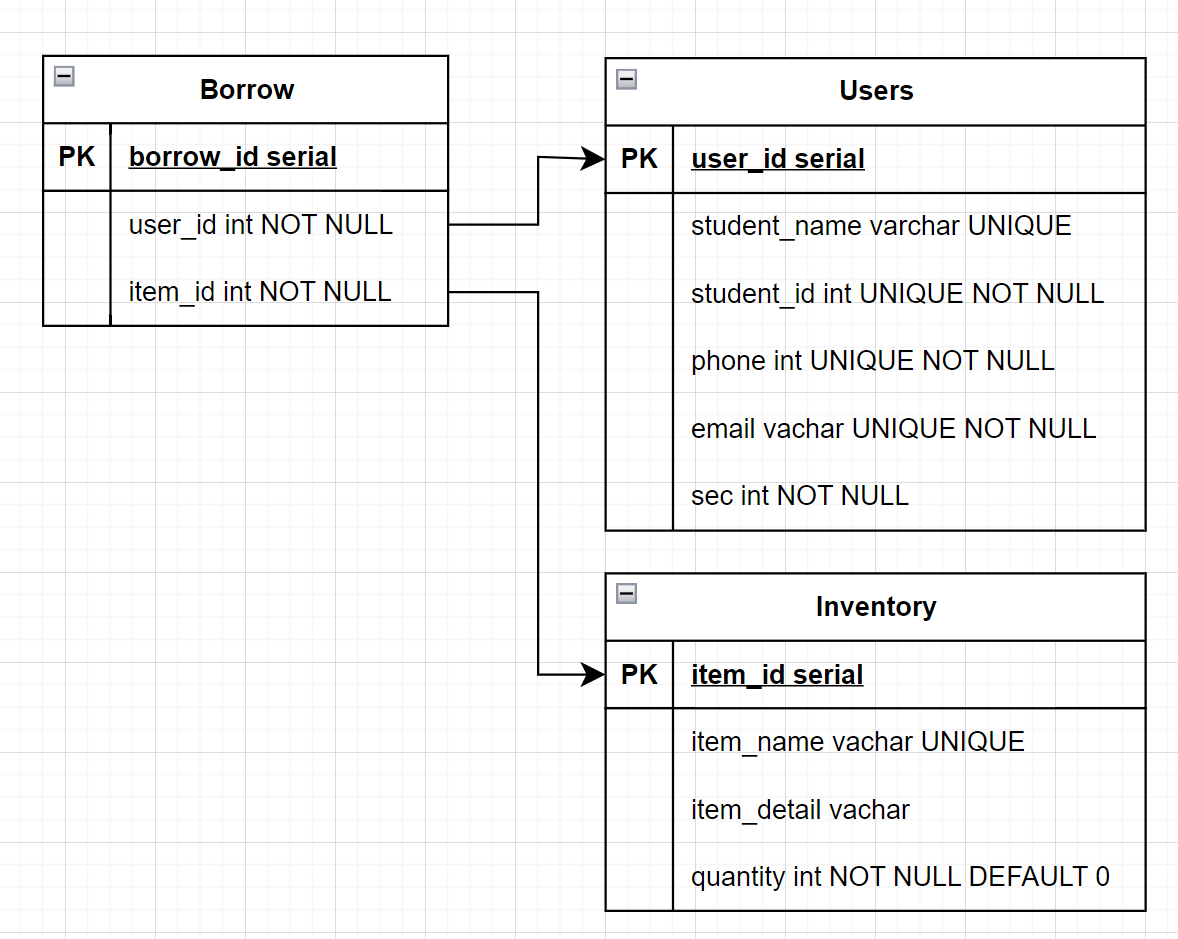 Borrow
PK borrow_id serial
user_id int NOT NULL
item_id int NOT NULL
Users
PK user_id serial
student_name varchar UNIQUE
student_id int UNIQUE NOT NULL
phone int UNIQUE NOT NULL
email vachar UNIQUE NOT NULL
sec int NOT NULL
Inventory
PK item_id serial
item_name vachar UNIQUE
item_detail vachar
quantity int NOT NULL DEFAULT 0